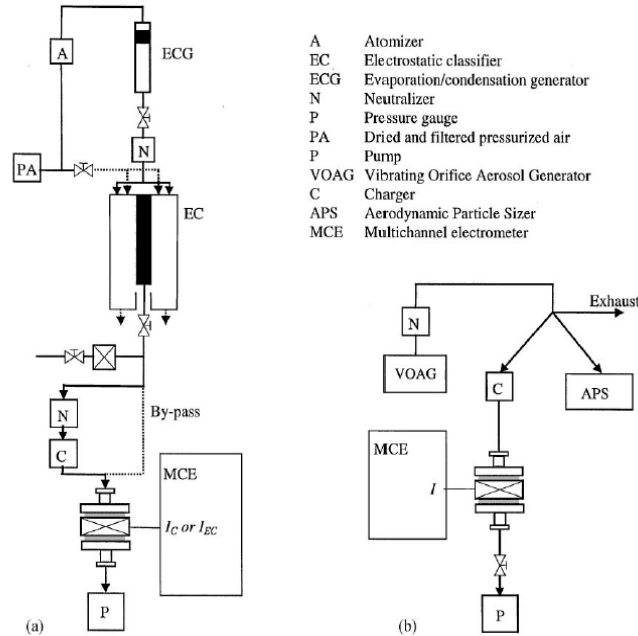 A
ECG
N
PA
EC
By-pass
N
C
MCE
I_C or I_EC
P
(a)
A Atomizer
EC Electrostatic classifier
ECG Evaporation/condensation generator
N Neutralizer
P Pressure gauge
PA Dried and filtered pressurized air
P Pump
VOAG Vibrating Orifice Aerosol Generator
C Charger
APS Aerodynamic Particle Sizer
MCE Multichannel electrometer
Exhaust
N
VOAG
C
APS
MCE
I
P
(b)